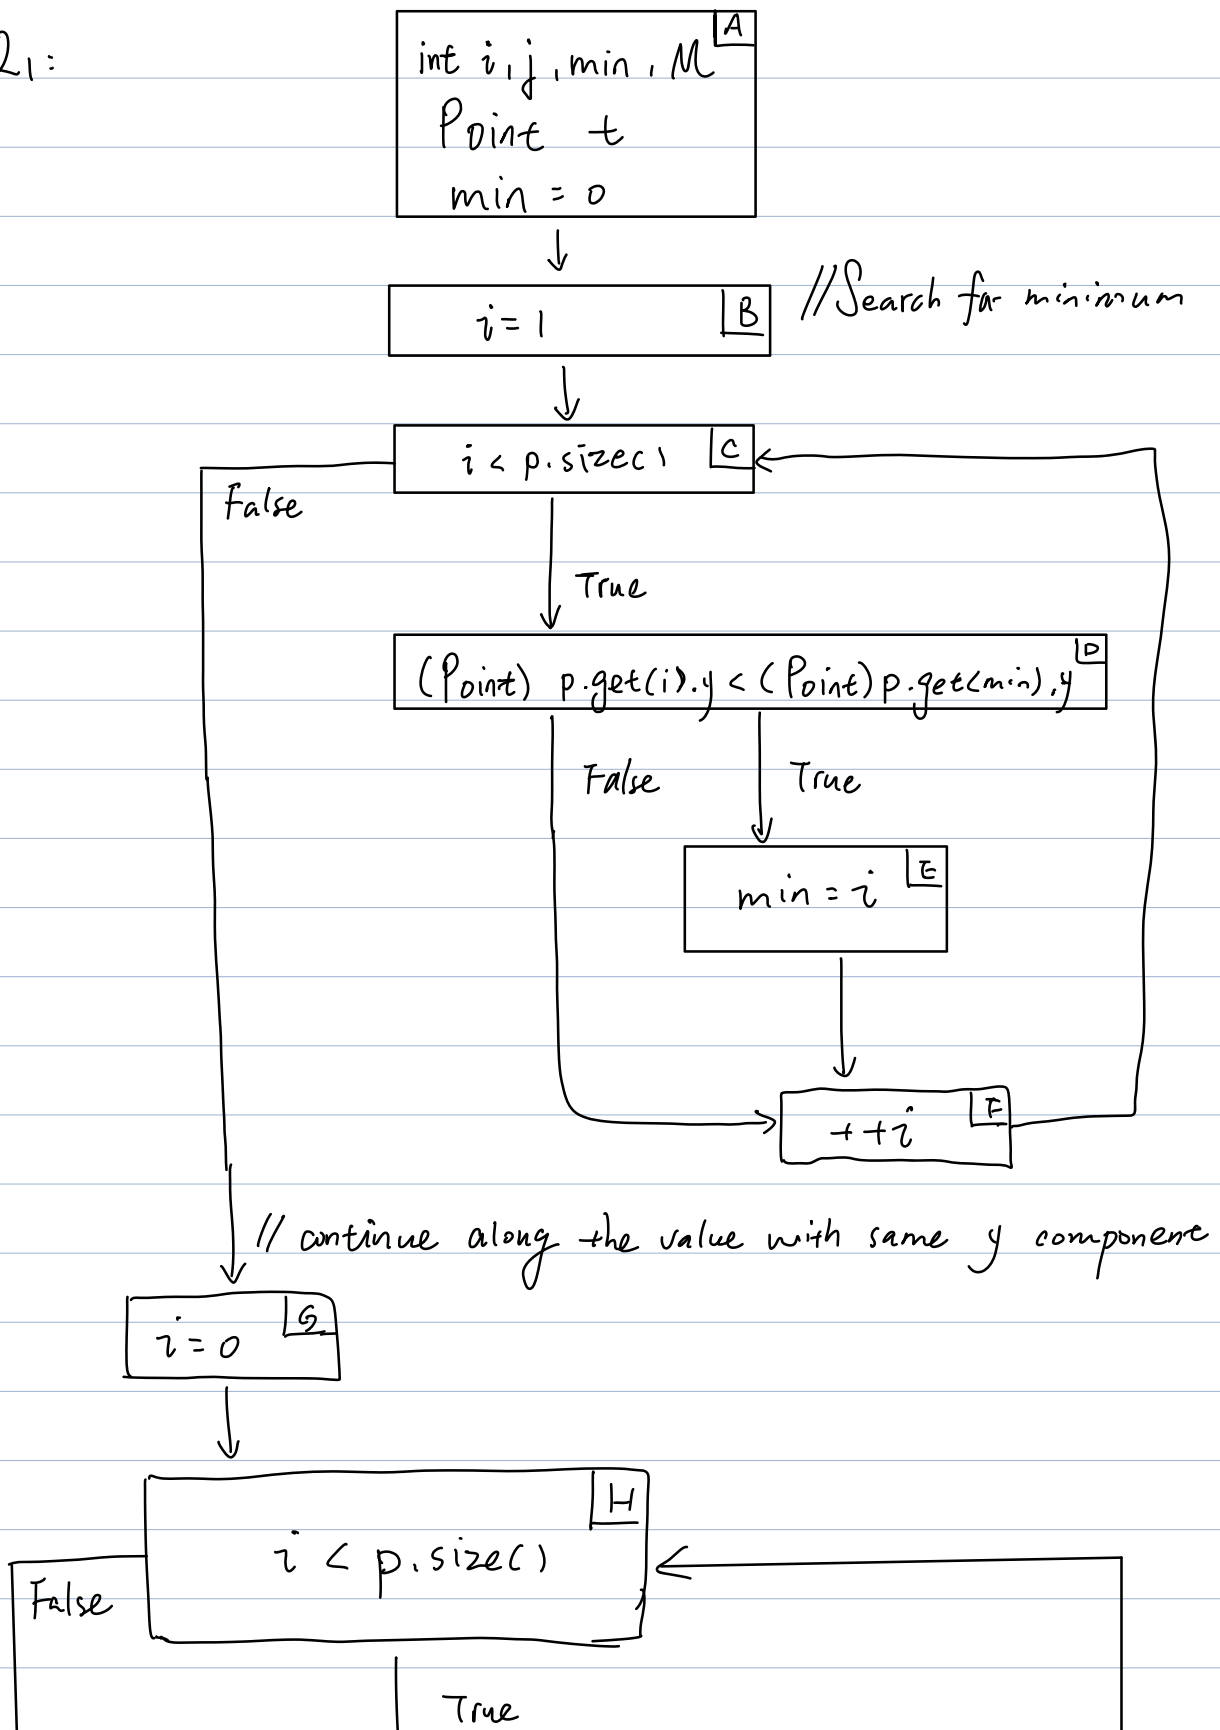 Q1:
A
int i, j, min, M
Point t
min = 0
B
i = 1
//Search for minimum
C
i < p.size()
False
True
D
(Point) p.get(i).y < (Point) p.get(min).y
False
True
E
min = i
F
++i
// continue along the value with same y component
G
i = 0
H
i < p.size()
False
True